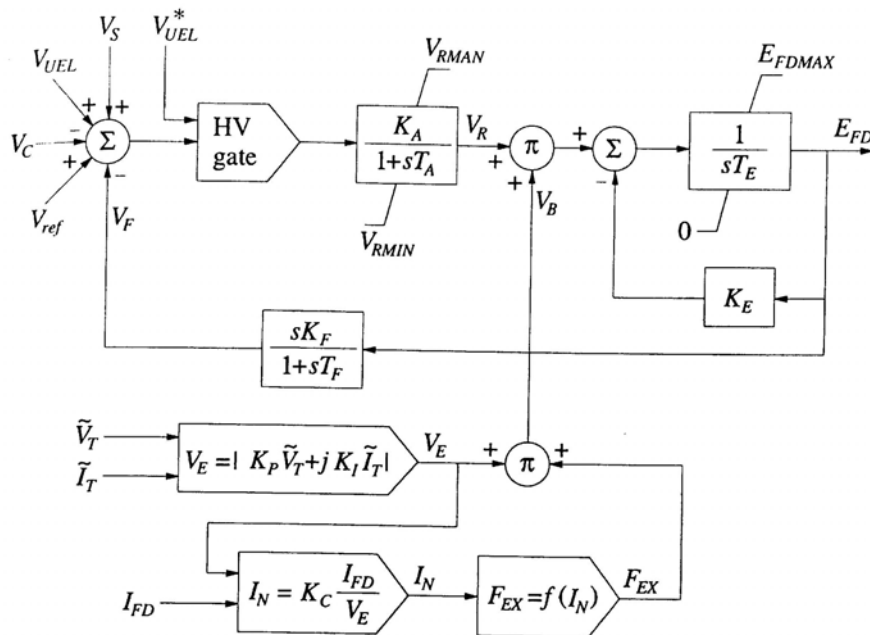 V_S
V*_UEL
V_UEL
V_RMAN
E_FDMAX
+
+
-
V_C
Σ
+
-
HV
gate
K_A
1+sT_A
V_R
+
π
+
+
Σ
-
1
sT_E
E_FD
V_ref
V_F
V_RMIN
V_B
0
K_E
sK_F
1+sT_F
Ṽ_T
Ĩ_T
V_E=| K_P Ṽ_T+j K_I Ĩ_T|
V_E
+
π
+
I_FD
I_N = K_C I_FD
V_E
I_N
F_EX=f(I_N)
F_EX